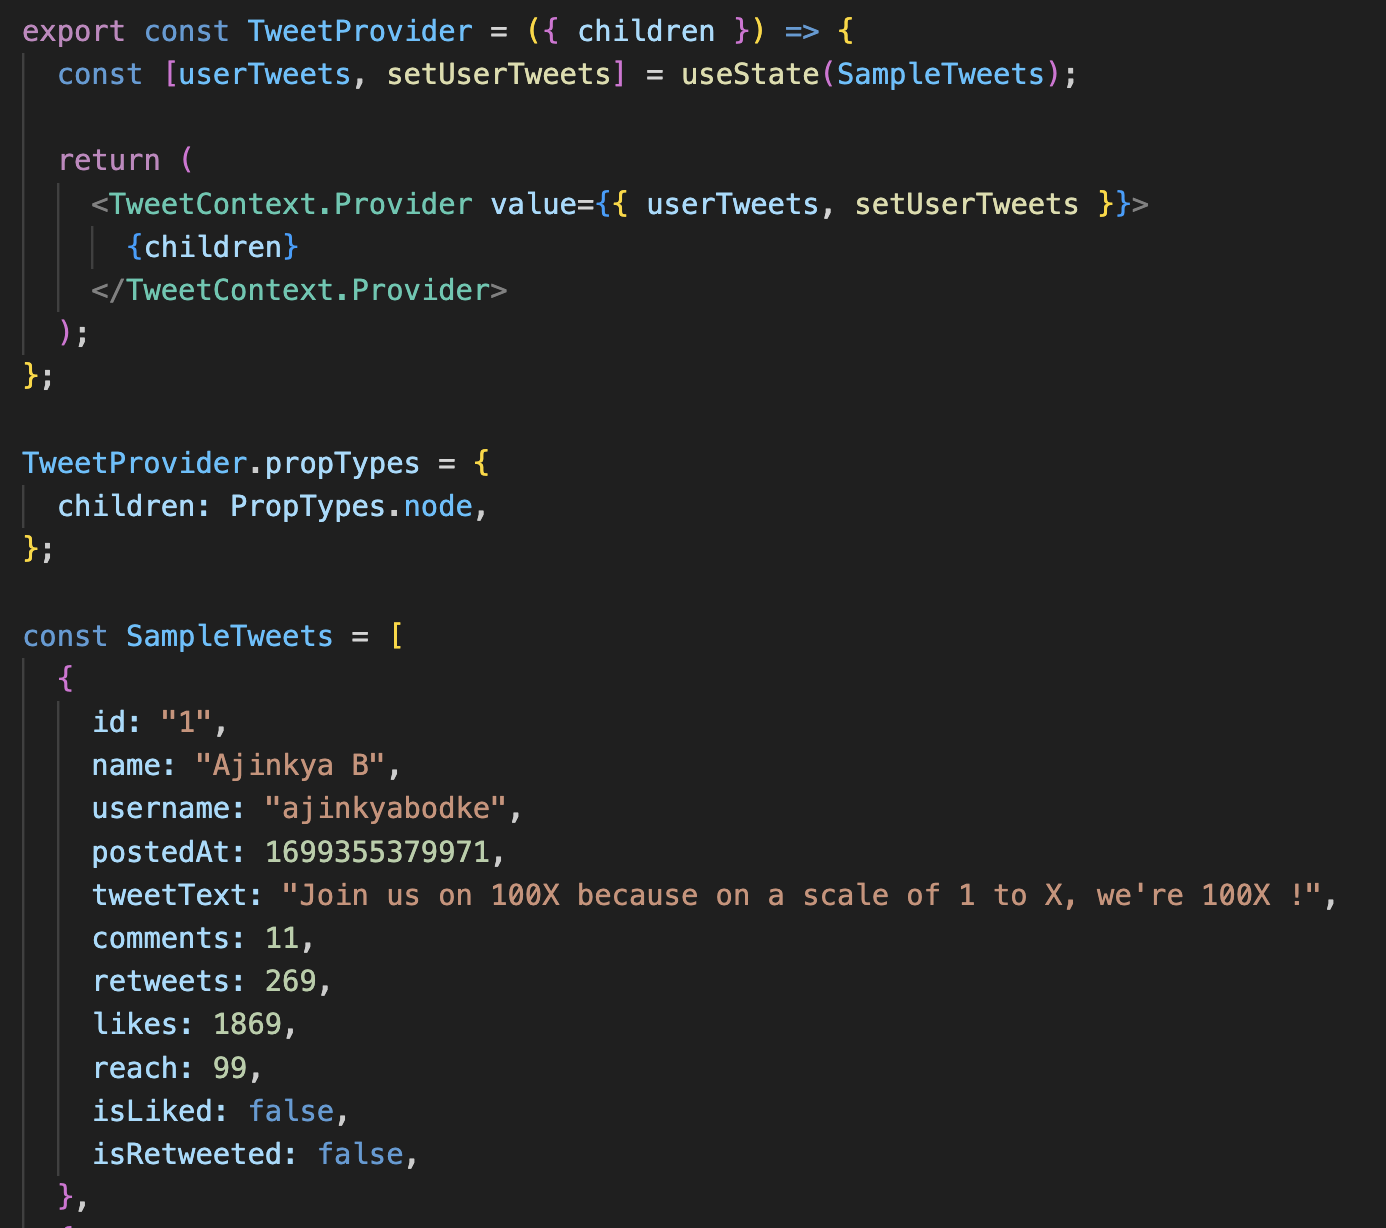 export const TweetProvider = ({ children }) => {
  const [userTweets, setUserTweets] = useState(SampleTweets);

  return (
    <TweetContext.Provider value={{ userTweets, setUserTweets }}>
      {children}
    </TweetContext.Provider>
  );
};

TweetProvider.propTypes = {
  children: PropTypes.node,
};

const SampleTweets = [
  {
    id: "1",
    name: "Ajinkya B",
    username: "ajinkyabodke",
    postedAt: 1699355379971,
    tweetText: "Join us on 100X because on a scale of 1 to X, we're 100X !",
    comments: 11,
    retweets: 269,
    likes: 1869,
    reach: 99,
    isLiked: false,
    isRetweeted: false,
  },